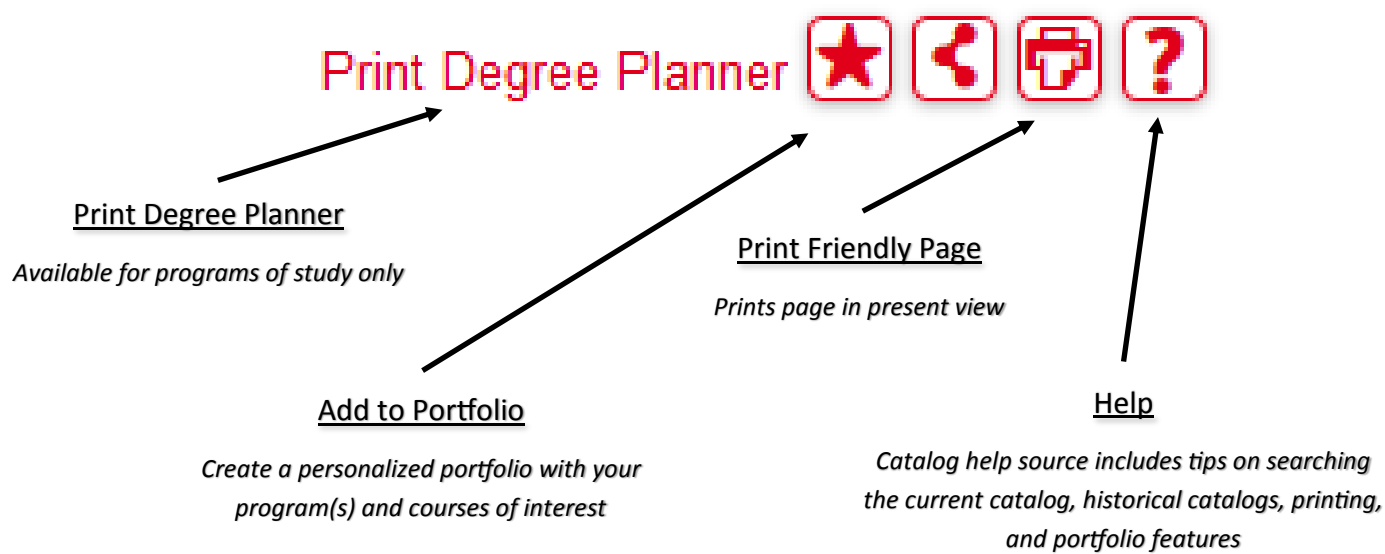 Print Degree Planner
Print Degree Planner
Available for programs of study only
Print Friendly Page
Prints page in present view
Add to Portfolio
Create a personalized portfolio with your
program(s) and courses of interest
Help
Catalog help source includes tips on searching
the current catalog, historical catalogs, printing,
and portfolio features